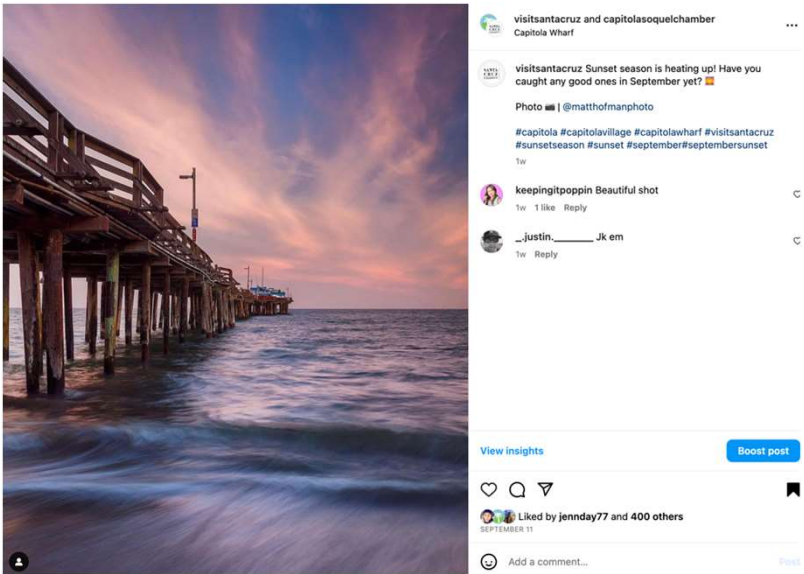 visitsantacruz and capitolasoquelchamber
Capitola Wharf
visitsantacruz Sunset season is heating up! Have you
caught any good ones in September yet? 🌅
Photo 📷 | @matthofmanphoto
#capitola #capitolavillage #capitolawharf #visitsantacruz
#sunsetseason #sunset #september#septembersunset
1w
keepingitpoppin Beautiful shot
1w 1 like Reply
_.justin.________ Jk em
1w Reply
View insights
Boost post
Liked by jennday77 and 400 others
SEPTEMBER 11
Add a comment...
Post